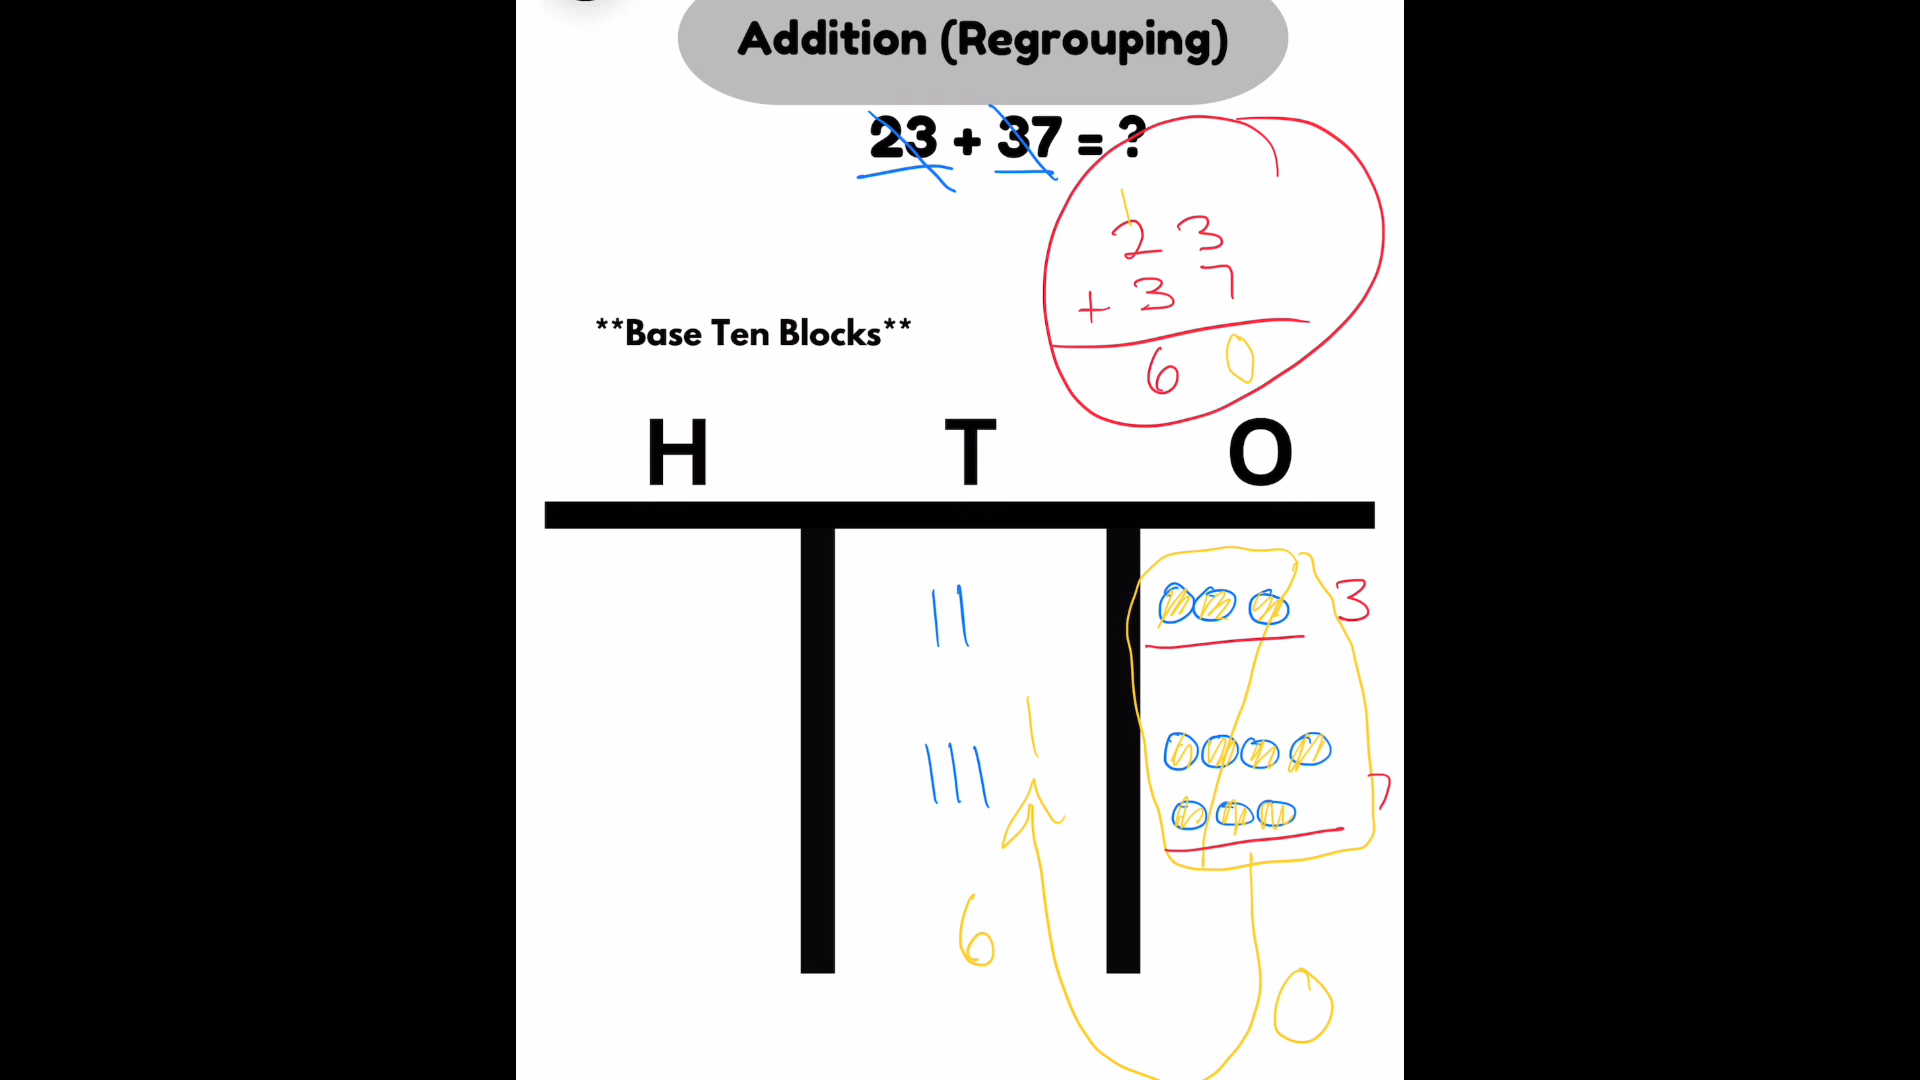 Addition (Regrouping)
23 + 37 = ?
1
23
+ 37
60
**Base Ten Blocks**
H T O
3
1
7
6
0